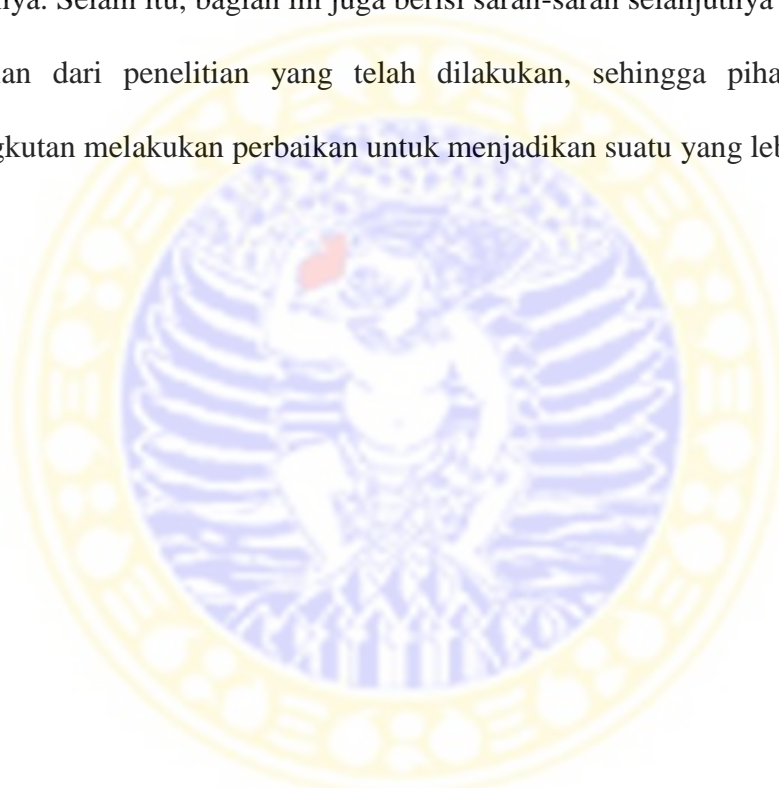 nya. Selain itu, bagian ini juga berisi saran-saran selanjutnya
an dari penelitian yang telah dilakukan, sehingga piha
gkutan melakukan perbaikan untuk menjadikan suatu yang leb